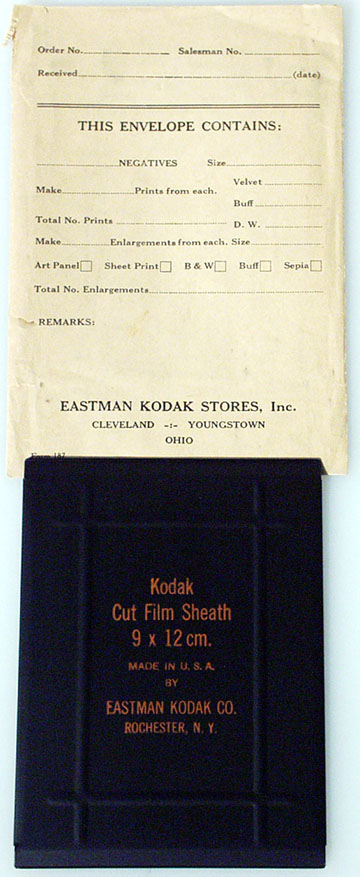 Order No. Salesman No.
Received (date)
THIS ENVELOPE CONTAINS:
NEGATIVES Size
Make Prints from each. Velvet
Buff
Total No. Prints D. W.
Make Enlargements from each. Size
Art Panel Sheet Print B & W Buff Sepia
Total No. Enlargements
REMARKS:
EASTMAN KODAK STORES, Inc.
CLEVELAND -:- YOUNGSTOWN
OHIO
Form 187
Kodak
Cut Film Sheath
9 x 12 cm.
MADE IN U. S. A.
BY
EASTMAN KODAK CO.
ROCHESTER, N. Y.